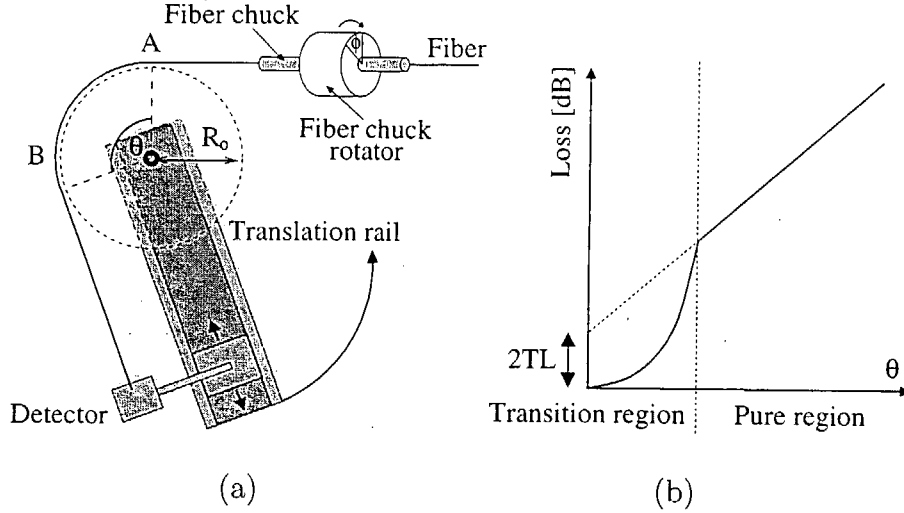 Fiber chuck
A
Φ
Fiber
Fiber chuck
rotator
B
θ
R₀
Translation rail
Detector
(a)
Loss [dB]
2TL
θ
Transition region
Pure region
(b)